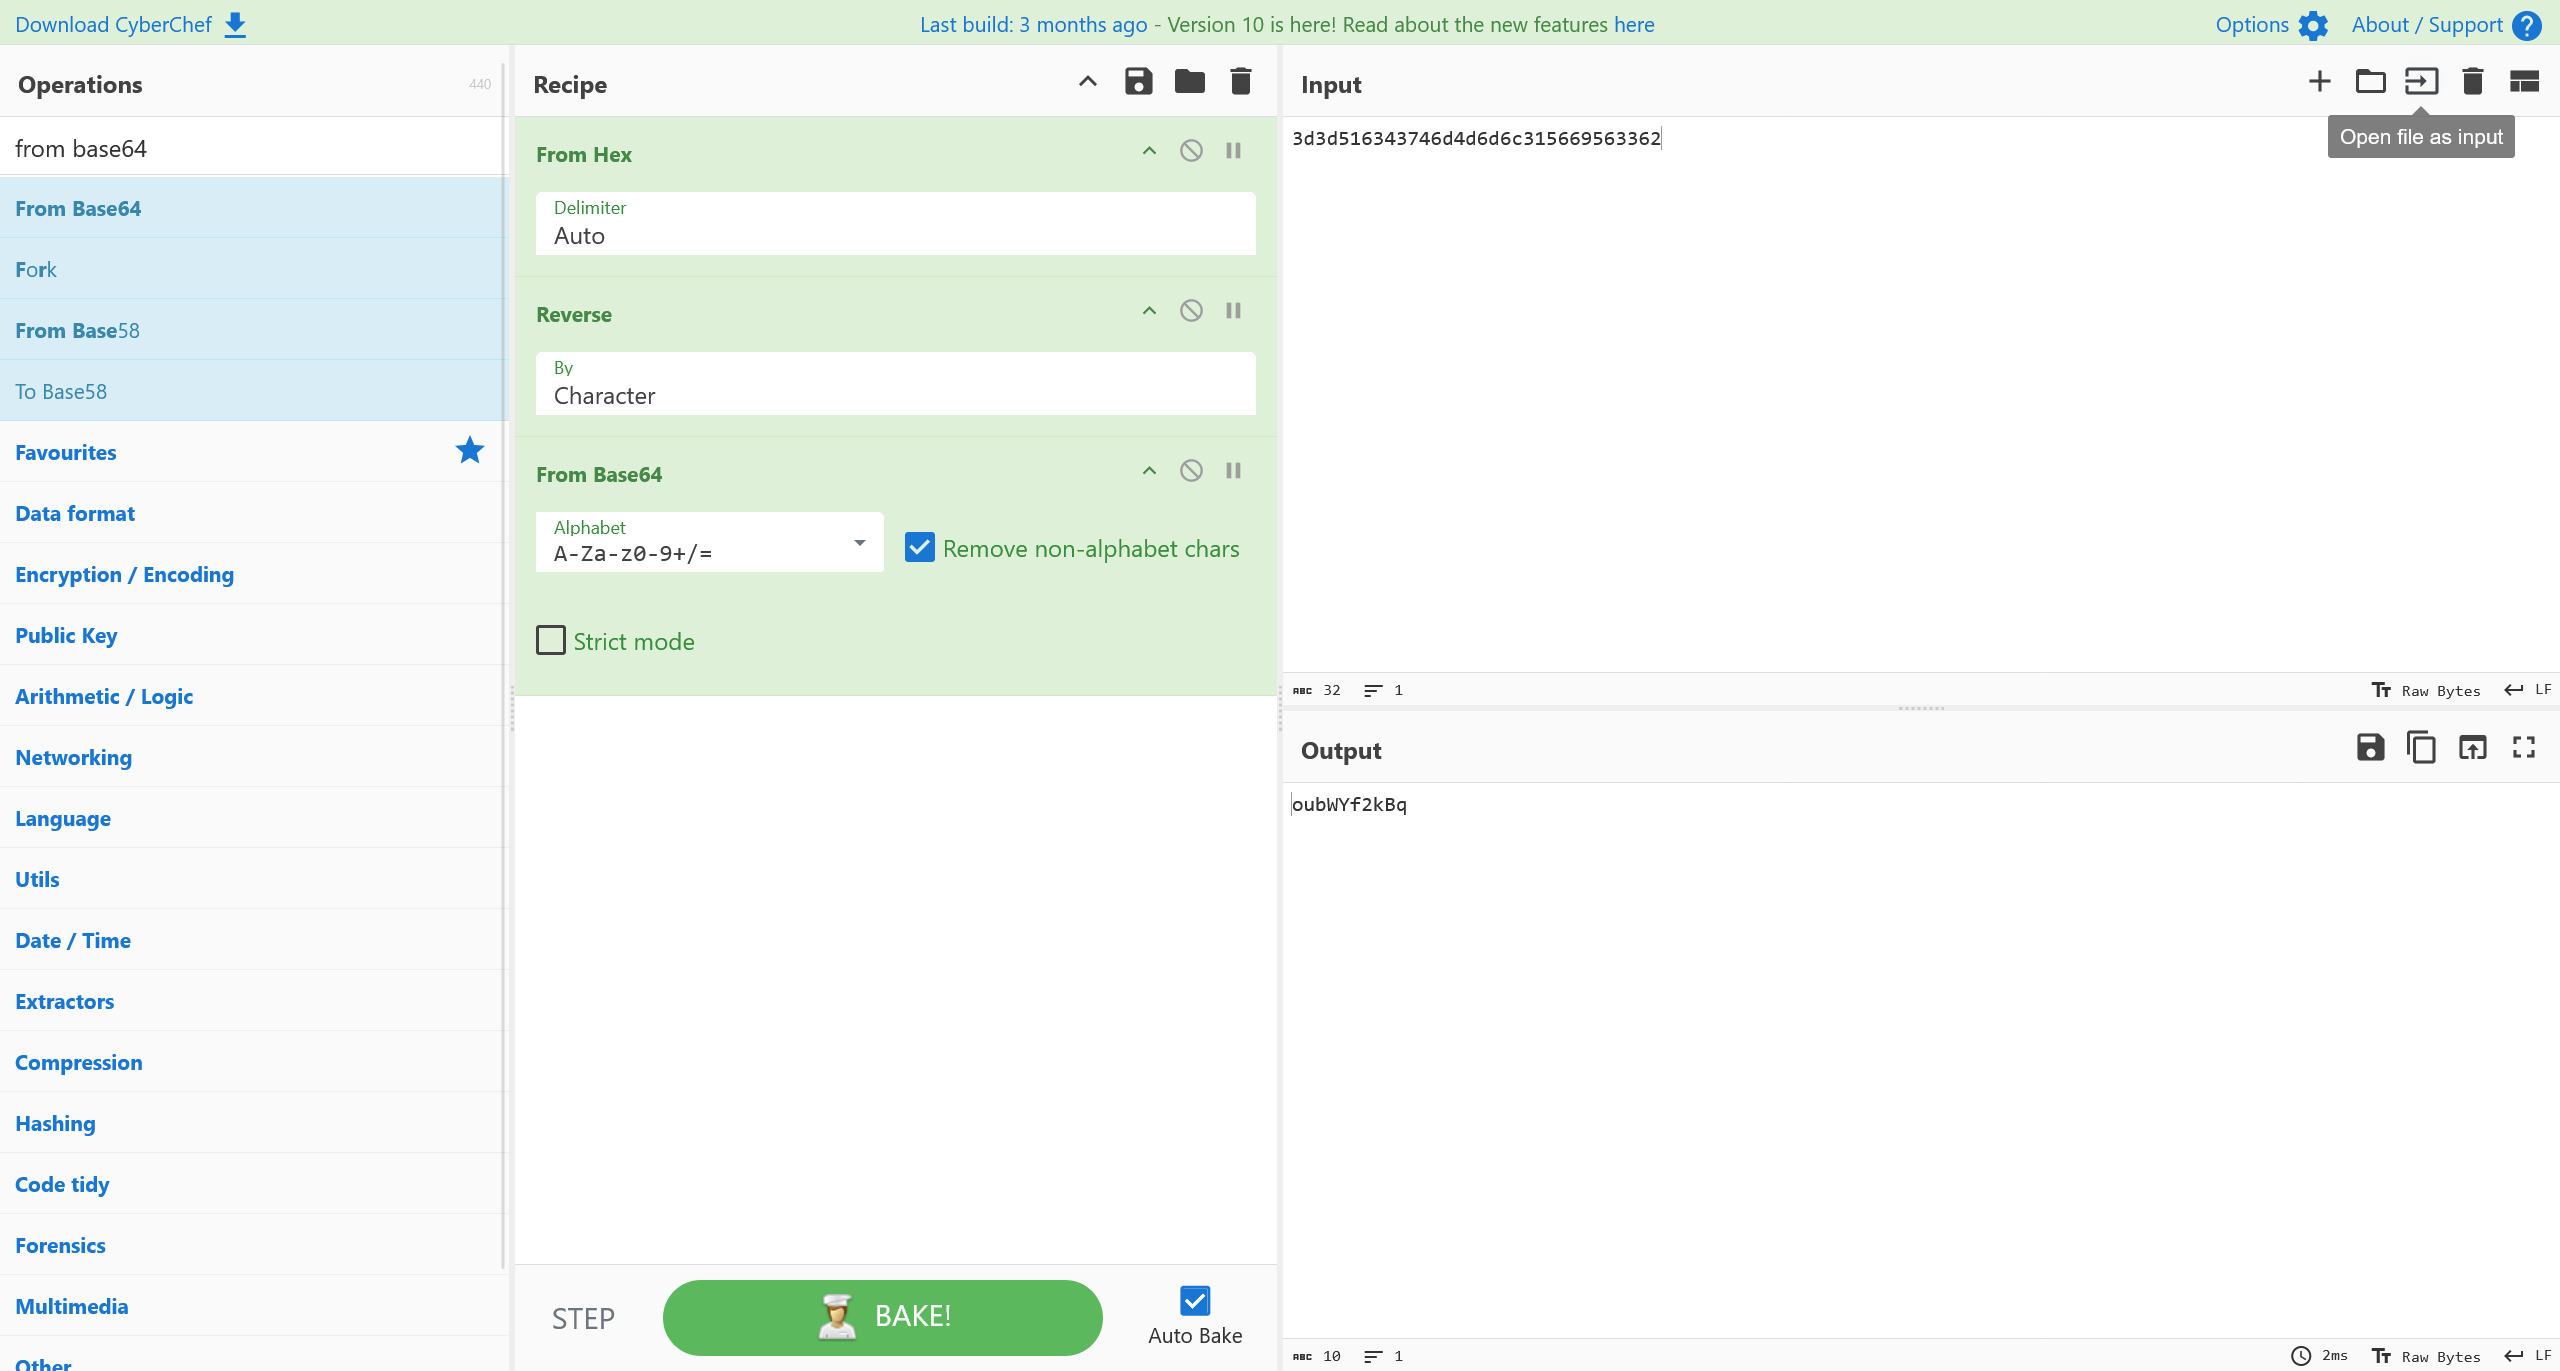 Download CyberChef
Last build: 3 months ago - Version 10 is here! Read about the new features here
Options
About / Support
Operations
440
from base64
From Base64
Fork
From Base58
To Base58
Favourites
Data format
Encryption / Encoding
Public Key
Arithmetic / Logic
Networking
Language
Utils
Date / Time
Extractors
Compression
Hashing
Code tidy
Forensics
Multimedia
Other
Recipe
From Hex
Delimiter
Auto
Reverse
By
Character
From Base64
Alphabet
A-Za-z0-9+/=
Remove non-alphabet chars
Strict mode
STEP
BAKE!
Auto Bake
Input
Open file as input
3d3d516343746d4d6d6c315669563362
ABC 32 1
Raw Bytes LF
Output
oubWYf2kBq
ABC 10 1
2ms Raw Bytes LF